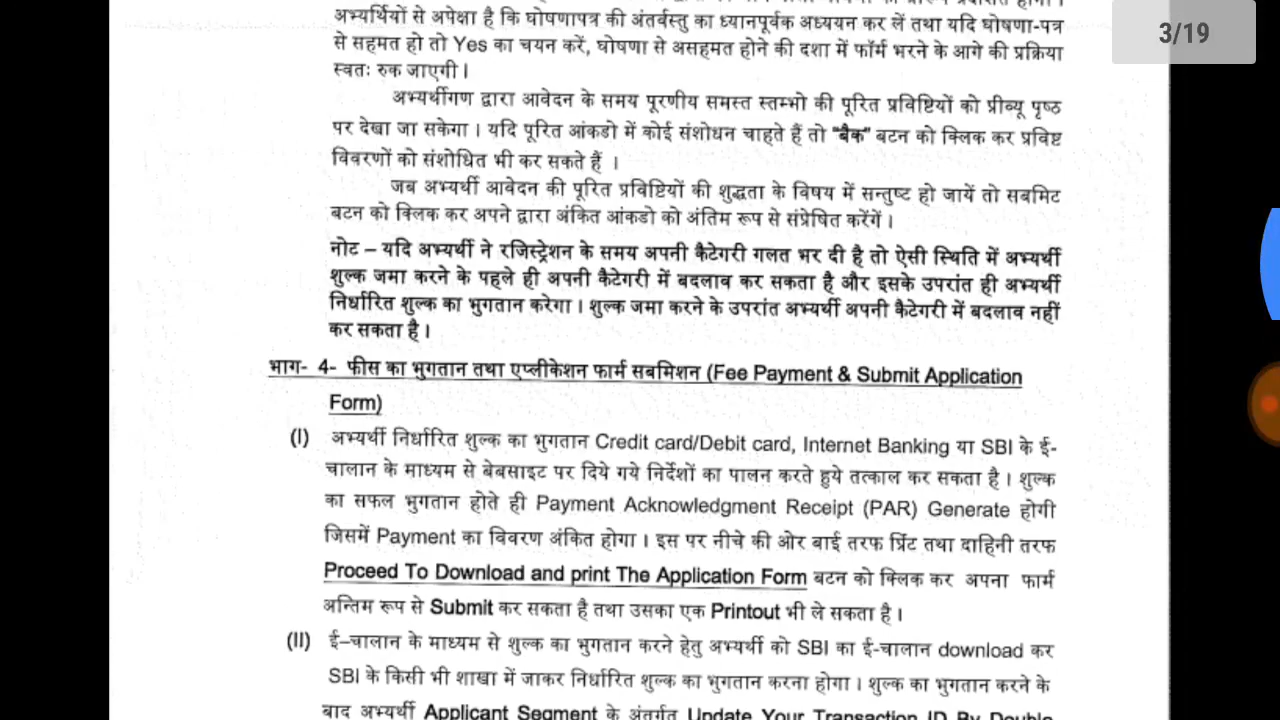 3/19
अभ्यर्थियों से अपेक्षा है कि घोषणापत्र की अंतर्वस्तु का ध्यानपूर्वक अध्ययन कर लें तथा यदि घोषणा-पत्र
से सहमत हो तो Yes का चयन करें, घोषणा से असहमत होने की दशा में फॉर्म भरने के आगे की प्रक्रिया
स्वतः रुक जाएगी।
अभ्यर्थीगण द्वारा आवेदन के समय पूरणीय समस्त स्तम्भो की पूरित प्रविष्टियों को प्रीव्यू पृष्ठ
पर देखा जा सकेगा। यदि पूरित आंकडो में कोई संशोधन चाहते हैं तो "बैक" बटन को क्लिक कर प्रविष्ट
विवरणों को संशोधित भी कर सकते हैं ।
जब अभ्यर्थी आवेदन की पूरित प्रविष्टियों की शुद्धता के विषय में सन्तुष्ट हो जायें तो सबमिट
बटन को क्लिक कर अपने द्वारा अंकित आंकडो को अंतिम रूप से संप्रेषित करेंगें।
नोट – यदि अभ्यर्थी ने रजिस्ट्रेशन के समय अपनी कैटेगरी गलत भर दी है तो ऐसी स्थिति में अभ्यर्थी
शुल्क जमा करने के पहले ही अपनी कैटेगरी में बदलाव कर सकता है और इसके उपरांत ही अभ्यर्थी
निर्धारित शुल्क का भुगतान करेगा। शुल्क जमा करने के उपरांत अभ्यर्थी अपनी कैटेगरी में बदलाव नहीं
कर सकता है।
भाग- 4- फीस का भुगतान तथा एप्लीकेशन फार्म सबमिशन (Fee Payment & Submit Application
Form)
(I) अभ्यर्थी निर्धारित शुल्क का भुगतान Credit card/Debit card, Internet Banking या SBI के ई-
चालान के माध्यम से बेबसाइट पर दिये गये निर्देशों का पालन करते हुये तत्काल कर सकता है। शुल्क
का सफल भुगतान होते ही Payment Acknowledgment Receipt (PAR) Generate होगी
जिसमें Payment का विवरण अंकित होगा। इस पर नीचे की ओर बाई तरफ प्रिंट तथा दाहिनी तरफ
Proceed To Download and print The Application Form बटन को क्लिक कर अपना फार्म
अन्तिम रूप से Submit कर सकता है तथा उसका एक Printout भी ले सकता है।
(II) ई–चालान के माध्यम से शुल्क का भुगतान करने हेतु अभ्यर्थी को SBI का ई-चालान download कर
SBI के किसी भी शाखा में जाकर निर्धारित शुल्क का भुगतान करना होगा। शुल्क का भुगतान करने के
बाद अभ्यर्थी Applicant Segment के अंतर्गत Update Your Transaction ID By Double